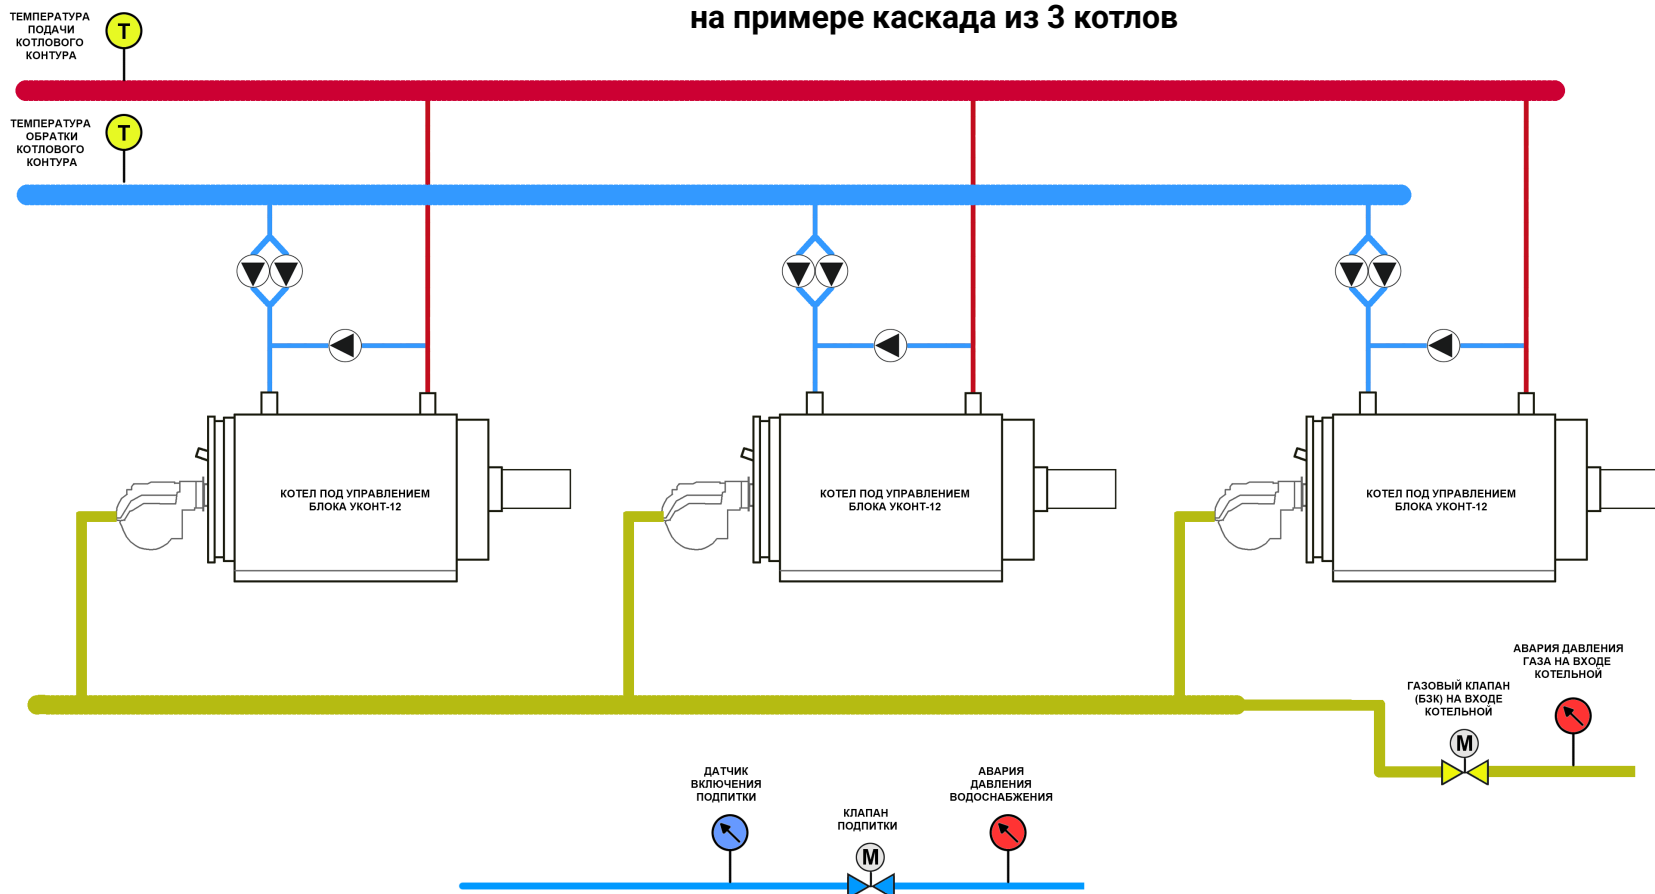 на примере каскада из 3 котлов
ТЕМПЕРАТУРА
ПОДАЧИ
КОТЛОВОГО
КОНТУРА
T
ТЕМПЕРАТУРА
ОБРАТКИ
КОТЛОВОГО
КОНТУРА
T
КОТЕЛ ПОД УПРАВЛЕНИЕМ
БЛОКА УКОНТ-12
КОТЕЛ ПОД УПРАВЛЕНИЕМ
БЛОКА УКОНТ-12
КОТЕЛ ПОД УПРАВЛЕНИЕМ
БЛОКА УКОНТ-12
АВАРИЯ ДАВЛЕНИЯ
ГАЗА НА ВХОДЕ
КОТЕЛЬНОЙ
ГАЗОВЫЙ КЛАПАН
(БЗК) НА ВХОДЕ
КОТЕЛЬНОЙ
M
ДАТЧИК
ВКЛЮЧЕНИЯ
ПОДПИТКИ
КЛАПАН
ПОДПИТКИ
M
АВАРИЯ
ДАВЛЕНИЯ
ВОДОСНАБЖЕНИЯ